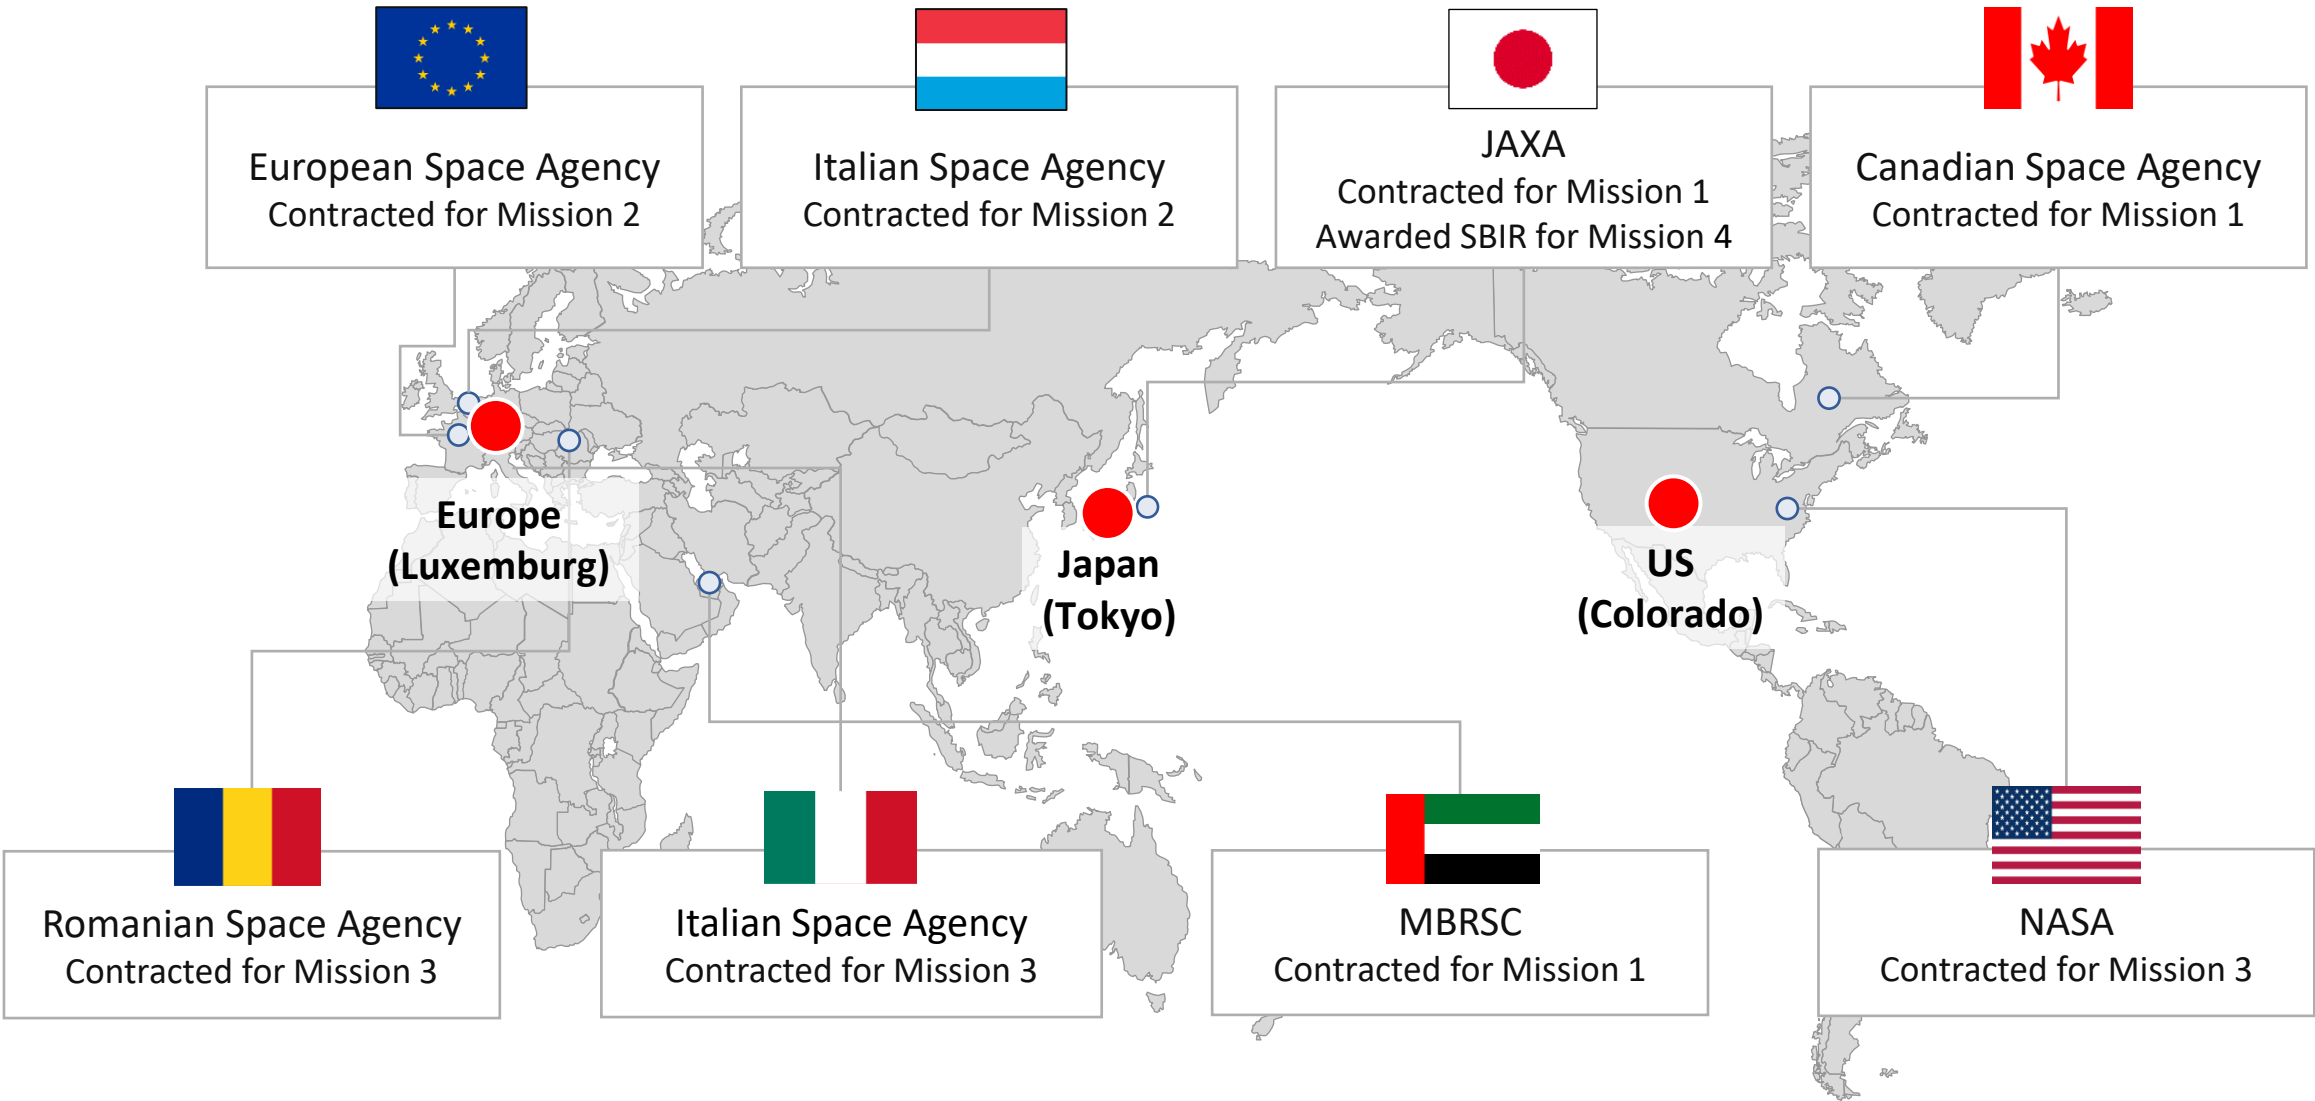 European Space Agency
Contracted for Mission 2
Italian Space Agency
Contracted for Mission 2
JAXA
Contracted for Mission 1
Awarded SBIR for Mission 4
Canadian Space Agency
Contracted for Mission 1
Europe
(Luxemburg)
Japan
(Tokyo)
US
(Colorado)
Romanian Space Agency
Contracted for Mission 3
Italian Space Agency
Contracted for Mission 3
MBRSC
Contracted for Mission 1
NASA
Contracted for Mission 3